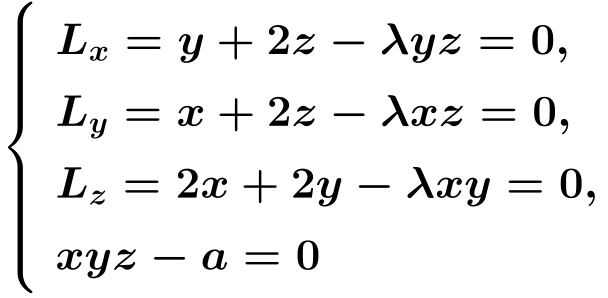 L_x = y + 2z − λyz = 0,
L_y = x + 2z − λxz = 0,
L_z = 2x + 2y − λxy = 0,
xyz − a = 0